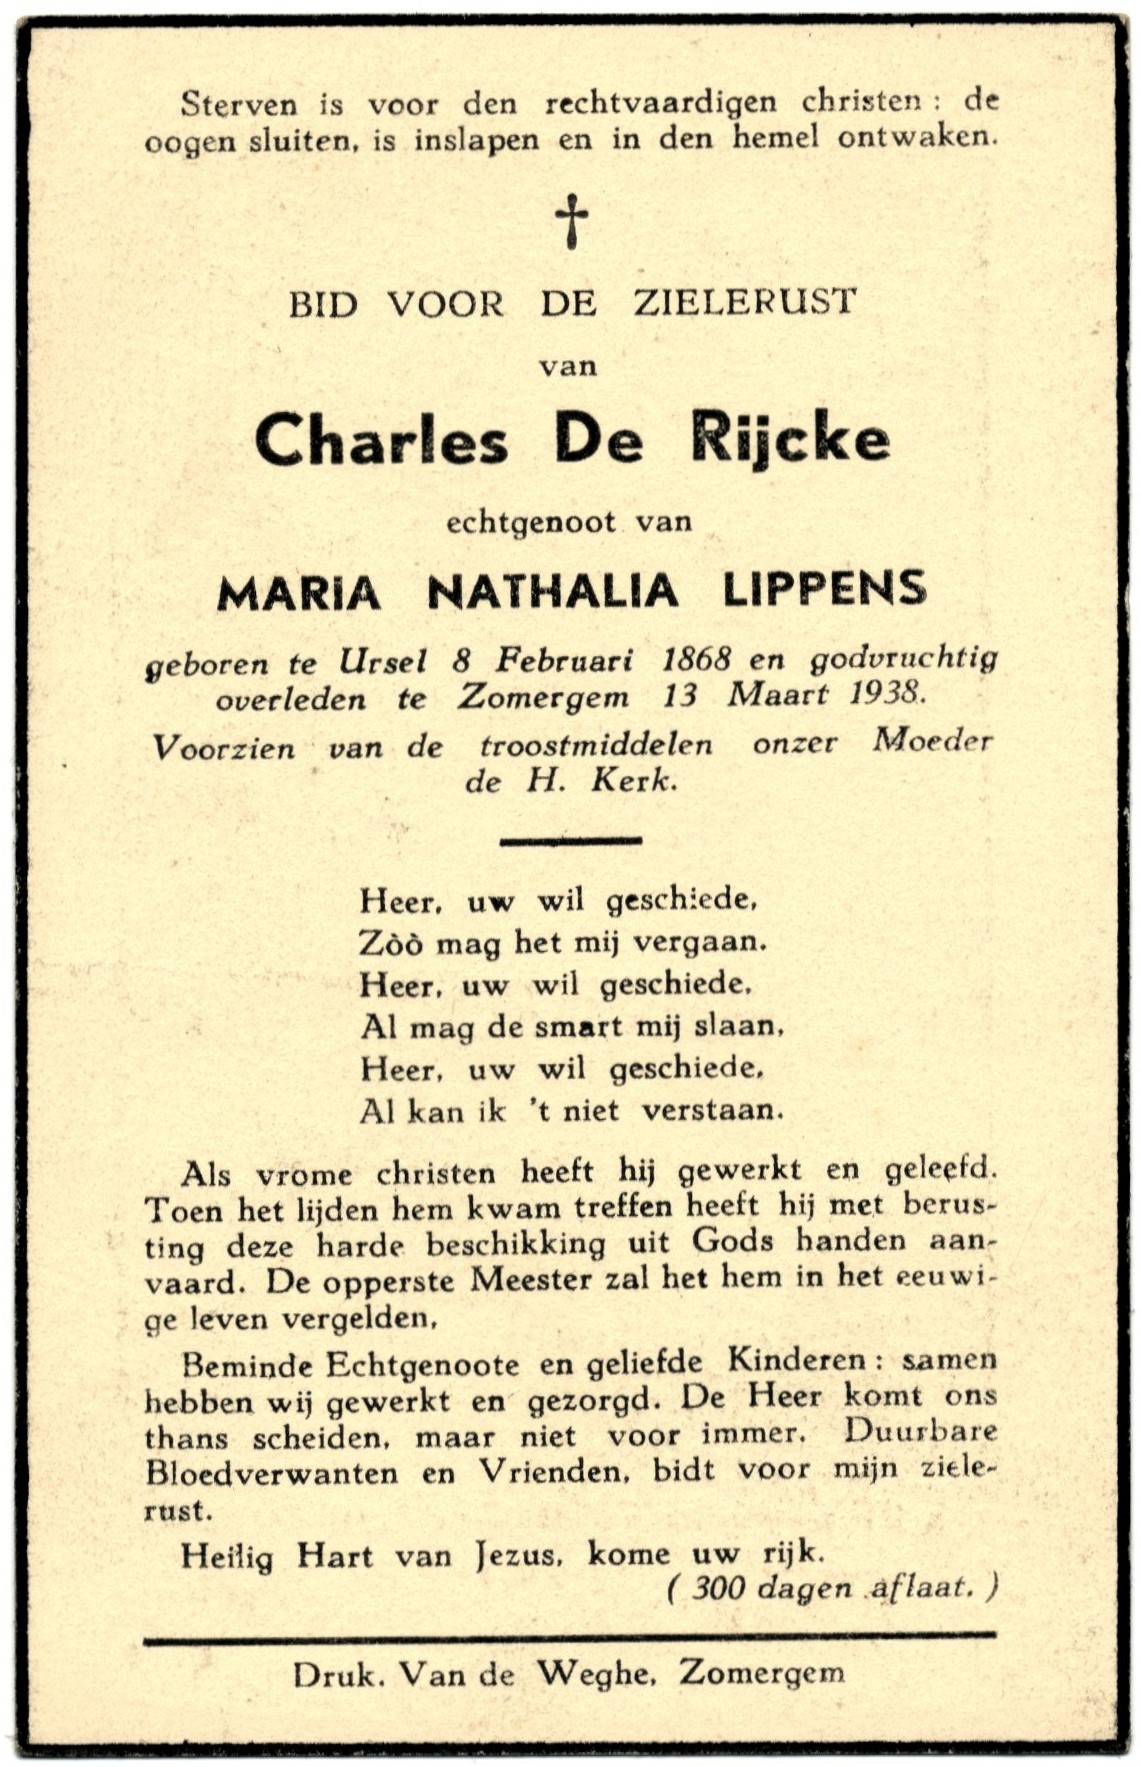 Sterven is voor den rechtvaardigen christen : de
oogen sluiten, is inslapen en in den hemel ontwaken.
BID VOOR DE ZIELERUST
van
Charles De Rijcke
echtgenoot van
MARIA NATHALIA LIPPENS
geboren te Ursel 8 Februari 1868 en godvruchtig
overleden te Zomergem 13 Maart 1938.
Voorzien van de troostmiddelen onzer Moeder
de H. Kerk.
Heer, uw wil geschiede,
Zòò mag het mij vergaan.
Heer, uw wil geschiede,
Al mag de smart mij slaan,
Heer, uw wil geschiede,
Al kan ik 't niet verstaan.
Als vrome christen heeft hij gewerkt en geleefd.
Toen het lijden hem kwam treffen heeft hij met berus-
ting deze harde beschikking uit Gods handen aan-
vaard. De opperste Meester zal het hem in het eeuwi-
ge leven vergelden,
Beminde Echtgenoote en geliefde Kinderen : samen
hebben wij gewerkt en gezorgd. De Heer komt ons
thans scheiden, maar niet voor immer. Duurbare
Bloedverwanten en Vrienden, bidt voor mijn ziele-
rust.
Heilig Hart van Jezus, kome uw rijk.
( 300 dagen aflaat. )
Druk. Van de Weghe, Zomergem